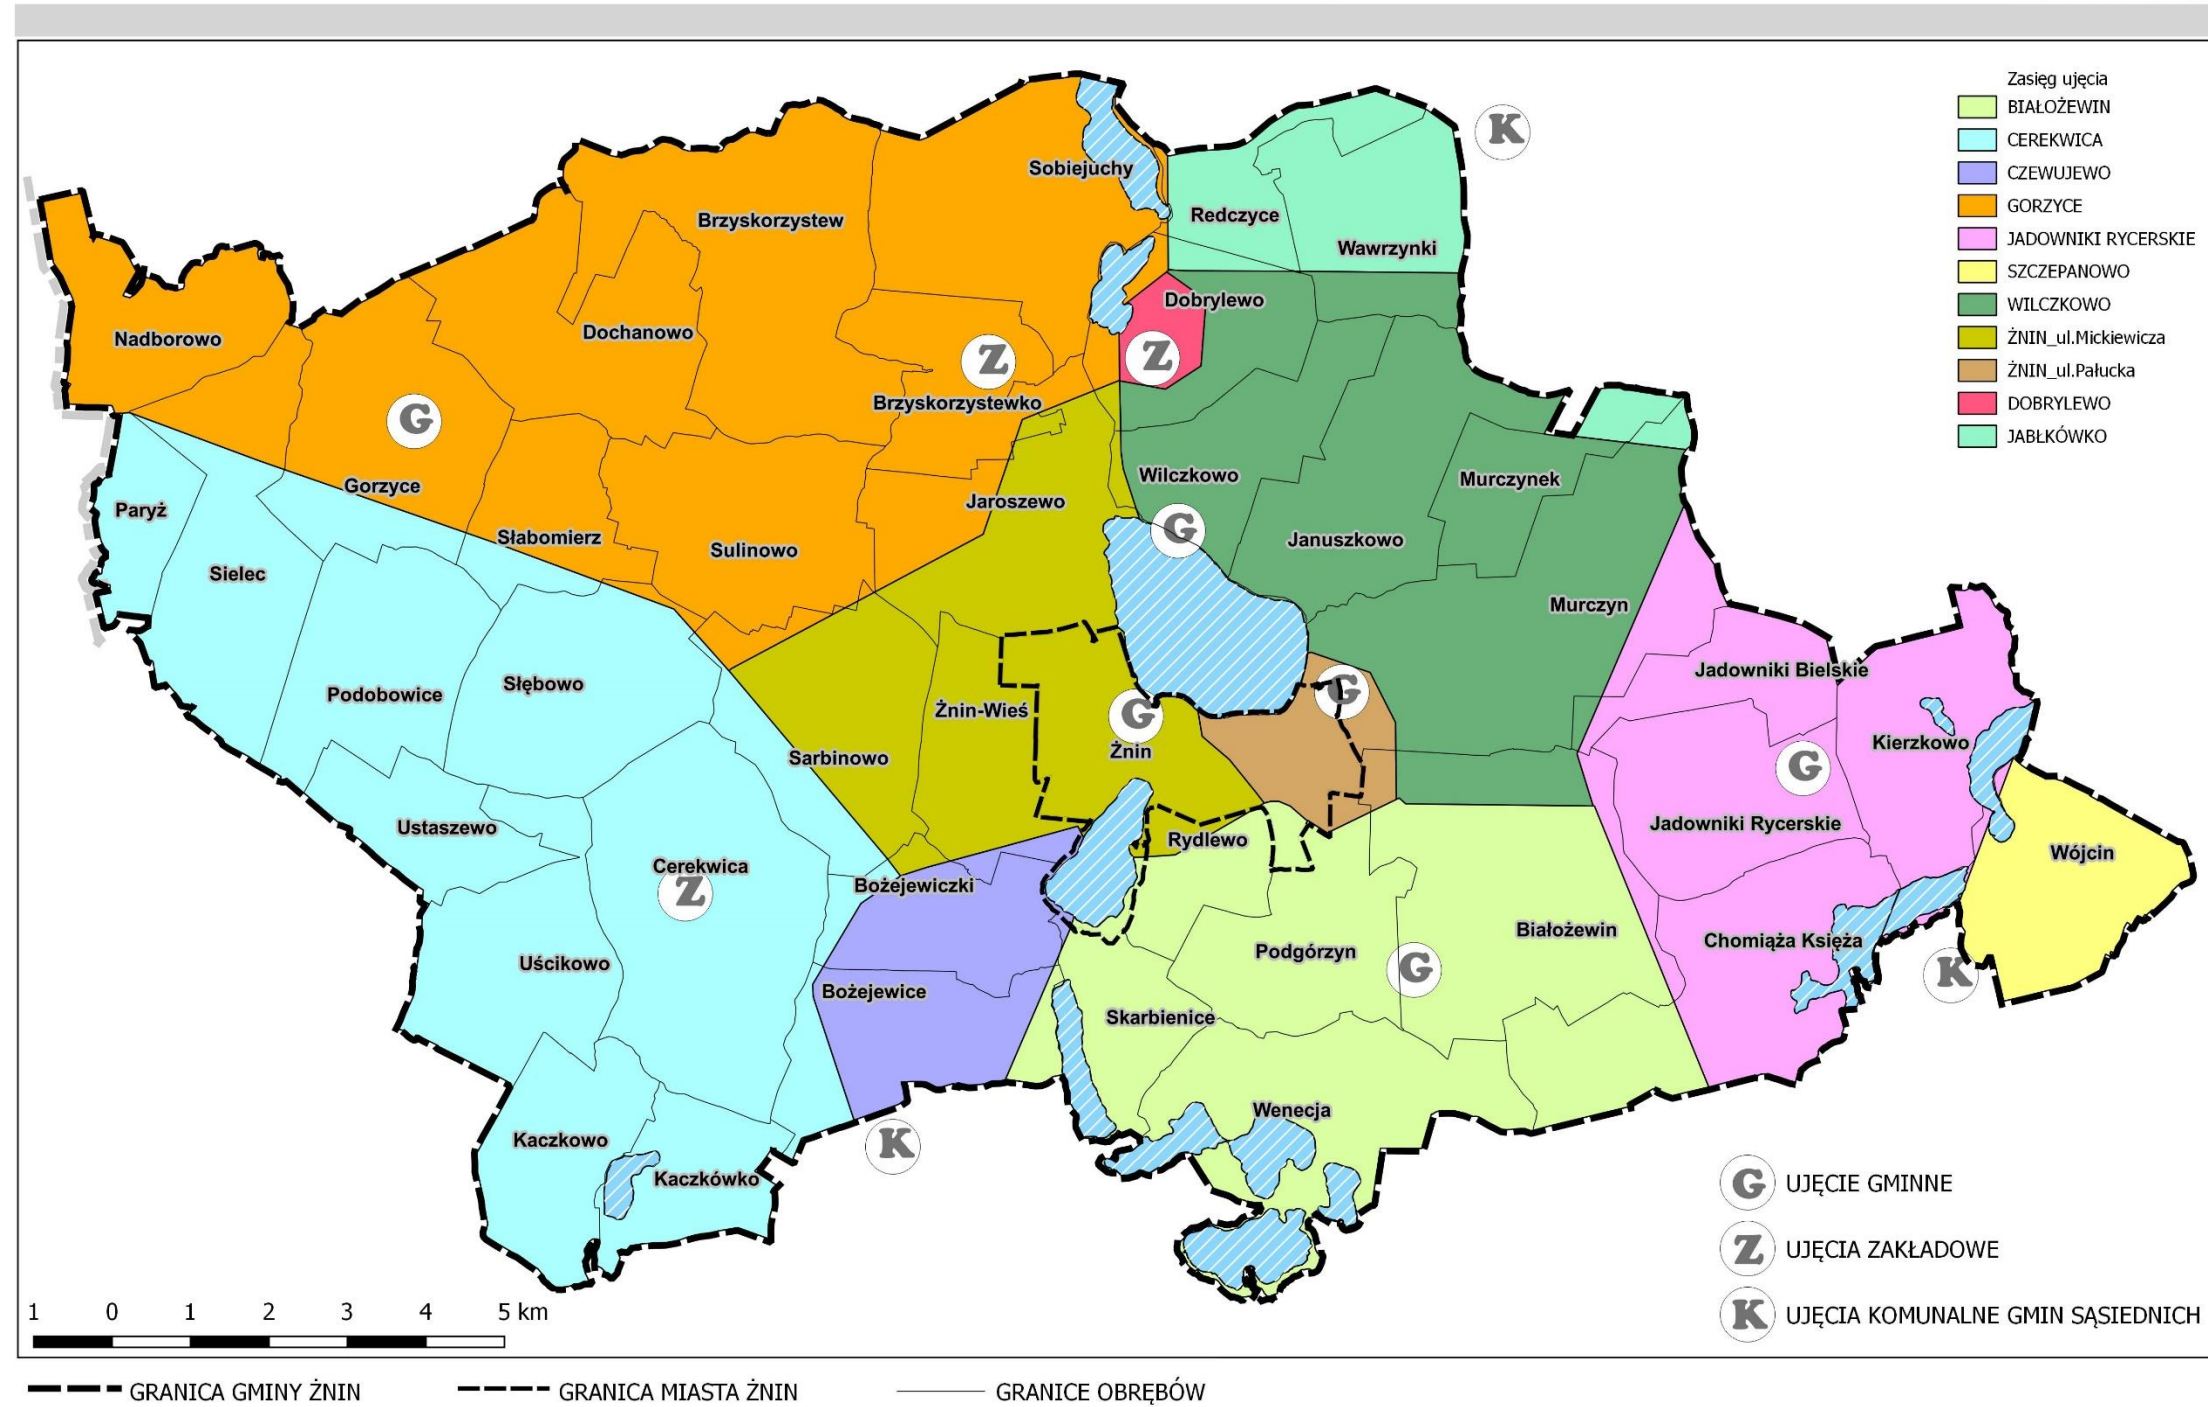 Zasięg ujęcia
BIAŁOŻEWIN
CEREKWICA
CZEWUJEWO
GORZYCE
JADOWNIKI RYCERSKIE
SZCZEPANOWO
WILCZKOWO
ŻNIN_ul.Mickiewicza
ŻNIN_ul.Pałucka
DOBRYLEWO
JABŁKÓWKO
K
Sobiejuchy
Brzyskorzystew
Redczyce
Wawrzynki
Dobrylewo
Dochanowo
Nadborowo
Z
Z
Brzyskorzystewko
G
Gorzyce
Wilczkowo
Murczynek
Jaroszewo
Paryż
G
Słabomierz
Januszkowo
Sulinowo
Sielec
Murczyn
Jadowniki Bielskie
Słębowo
Podobowice
G
Żnin-Wieś
G
Żnin
Kierzkowo
Sarbinowo
G
Ustaszewo
Jadowniki Rycerskie
Rydlewo
Wójcin
Cerekwica
Z
Bożejewiczki
Białożewin
Chomiąża Księża
Podgórzyn
Uścikowo
G
K
Bożejewice
Skarbienice
Wenecja
Kaczkowo
K
Kaczkówko
G UJĘCIE GMINNE
Z UJĘCIA ZAKŁADOWE
K UJĘCIA KOMUNALNE GMIN SĄSIEDNICH
1 0 1 2 3 4 5 km
GRANICA GMINY ŻNIN GRANICA MIASTA ŻNIN GRANICE OBRĘBÓW